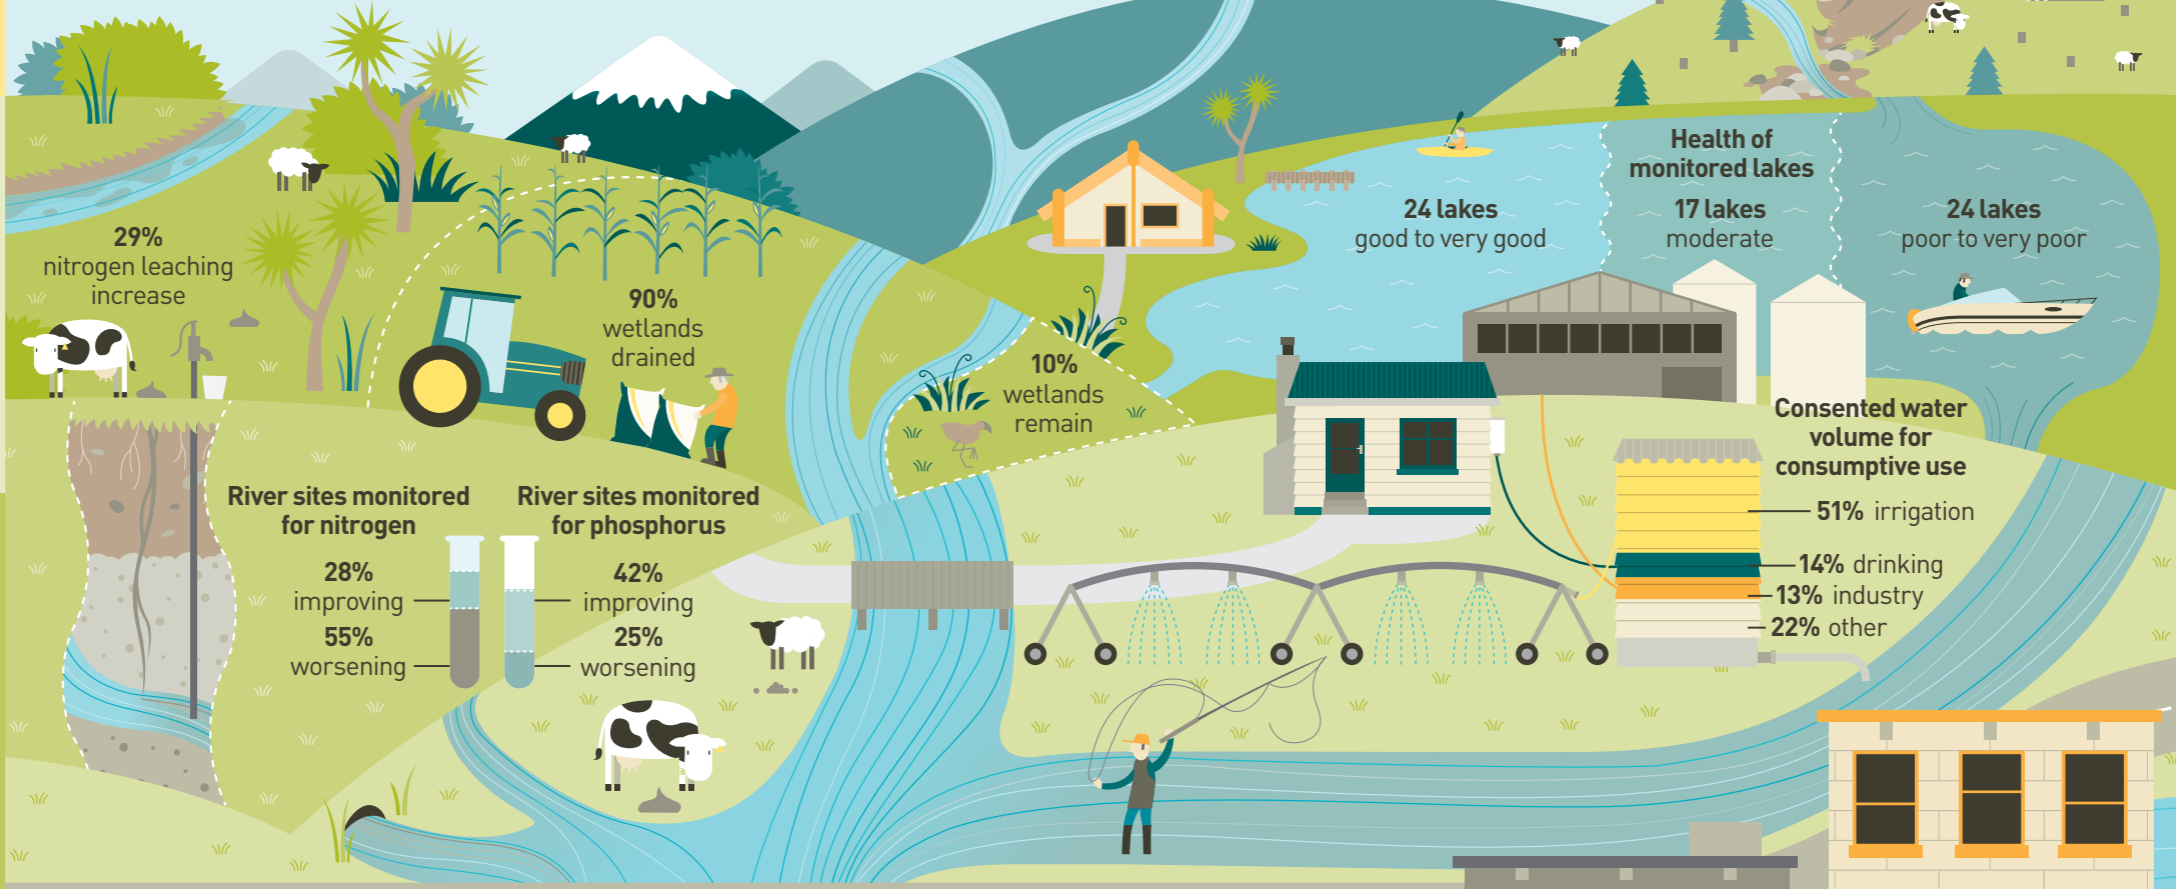 29%
nitrogen leaching
increase
90%
wetlands
drained
10%
wetlands
remain
Health of
monitored lakes
24 lakes
good to very good
17 lakes
moderate
24 lakes
poor to very poor
River sites monitored
for nitrogen
28%
improving
55%
worsening
River sites monitored
for phosphorus
42%
improving
25%
worsening
Consented water
volume for
consumptive use
51% irrigation
14% drinking
13% industry
22% other